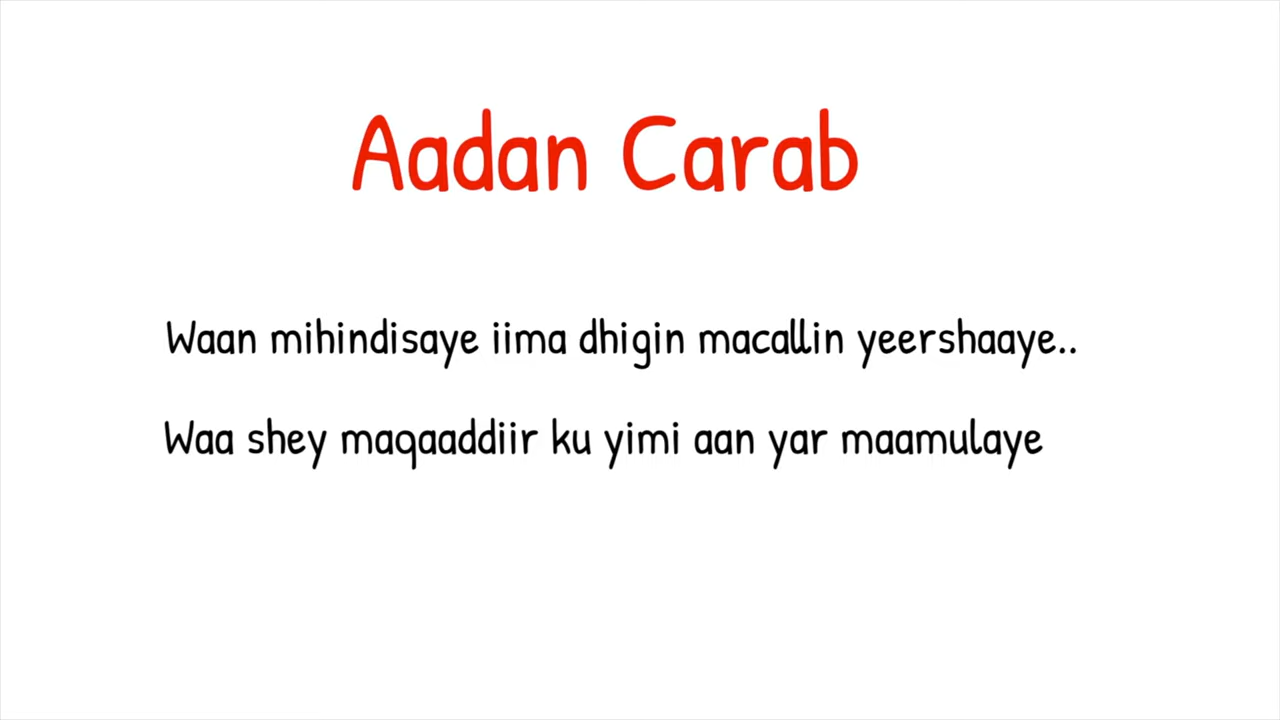 Aadan Carab
Waan mihindisaye iima dhigin macallin yeershaaye..
Waa shey maqaaddiir ku yimi aan yar maamulaye